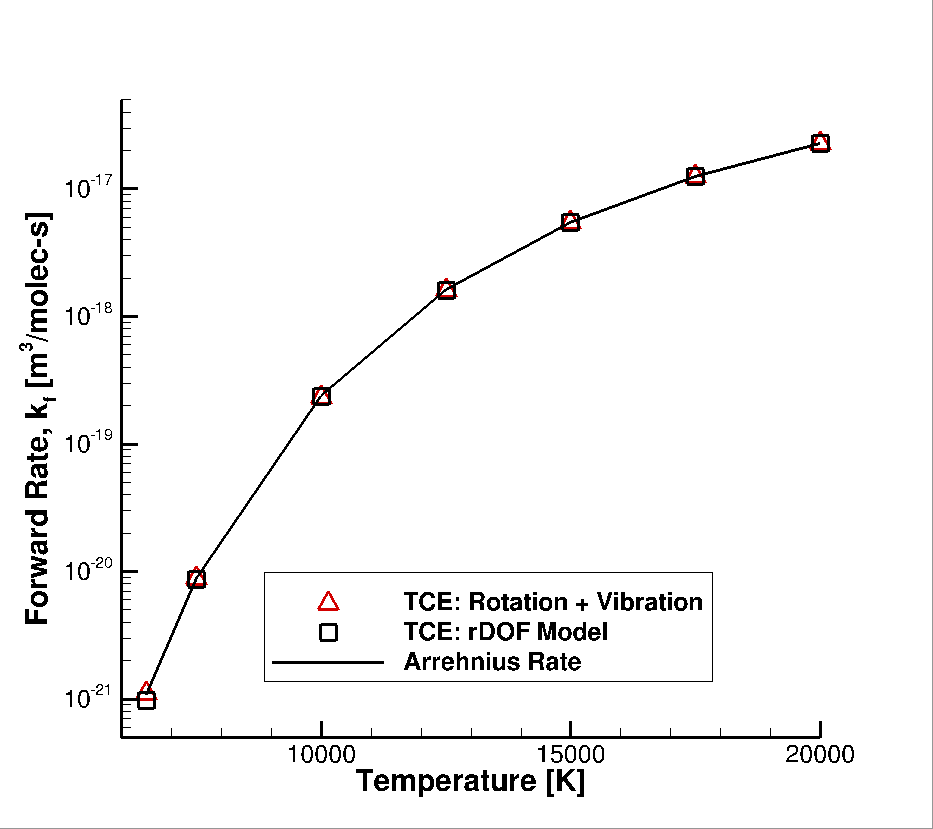 10⁻¹⁷
10⁻¹⁸
10⁻¹⁹
10⁻²⁰
10⁻²¹
Forward Rate, k_f [m³/molec-s]
TCE: Rotation + Vibration
TCE: rDOF Model
Arrehnius Rate
10000
15000
20000
Temperature [K]